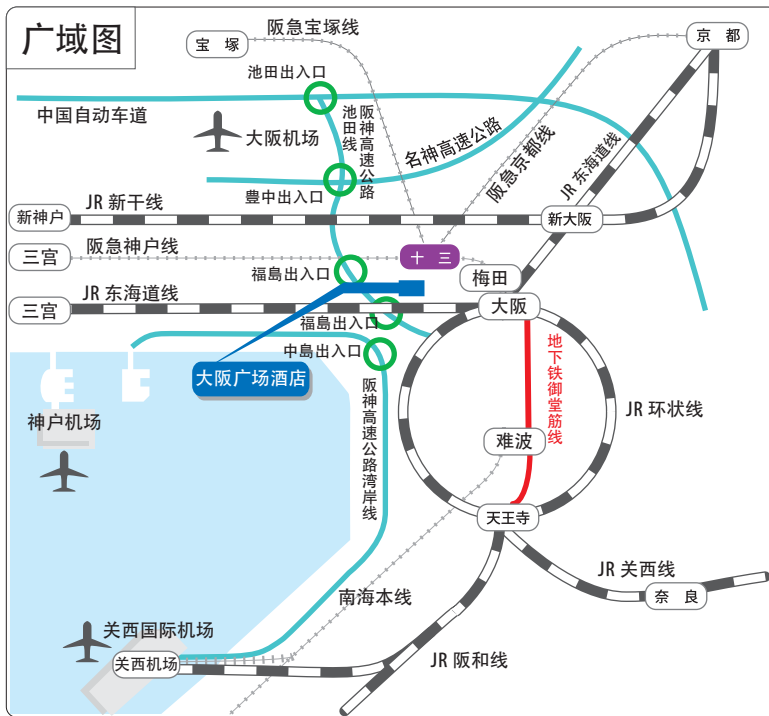 广域图
阪急宝塚线
宝 塚
京 都
池田出入口
中国自动车道
大阪机场
阪神高速公路
池田线
名神高速公路
阪急京都线
JR 东海道线
豊中出入口
JR 新干线
新神户
新大阪
阪急神户线
三宫
十 三
福島出入口
梅田
JR 东海道线
三宫
大阪
福島出入口
中島出入口
大阪广场酒店
地下铁御堂筋线
阪神高速公路湾岸线
JR 环状线
神户机场
难波
天王寺
JR 关西线
南海本线
奈 良
关西国际机场
关西机场
JR 阪和线